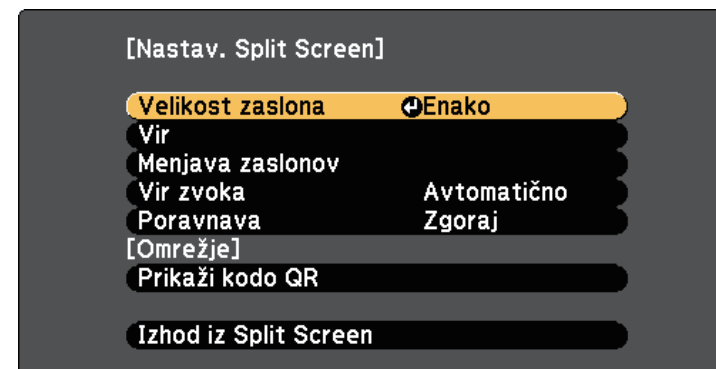 [Nastav. Split Screen]
Velikost zaslona Enako
Vir
Menjava zaslonov
Vir zvoka Avtomatično
Poravnava Zgoraj
[Omrežje]
Prikaži kodo QR
Izhod iz Split Screen